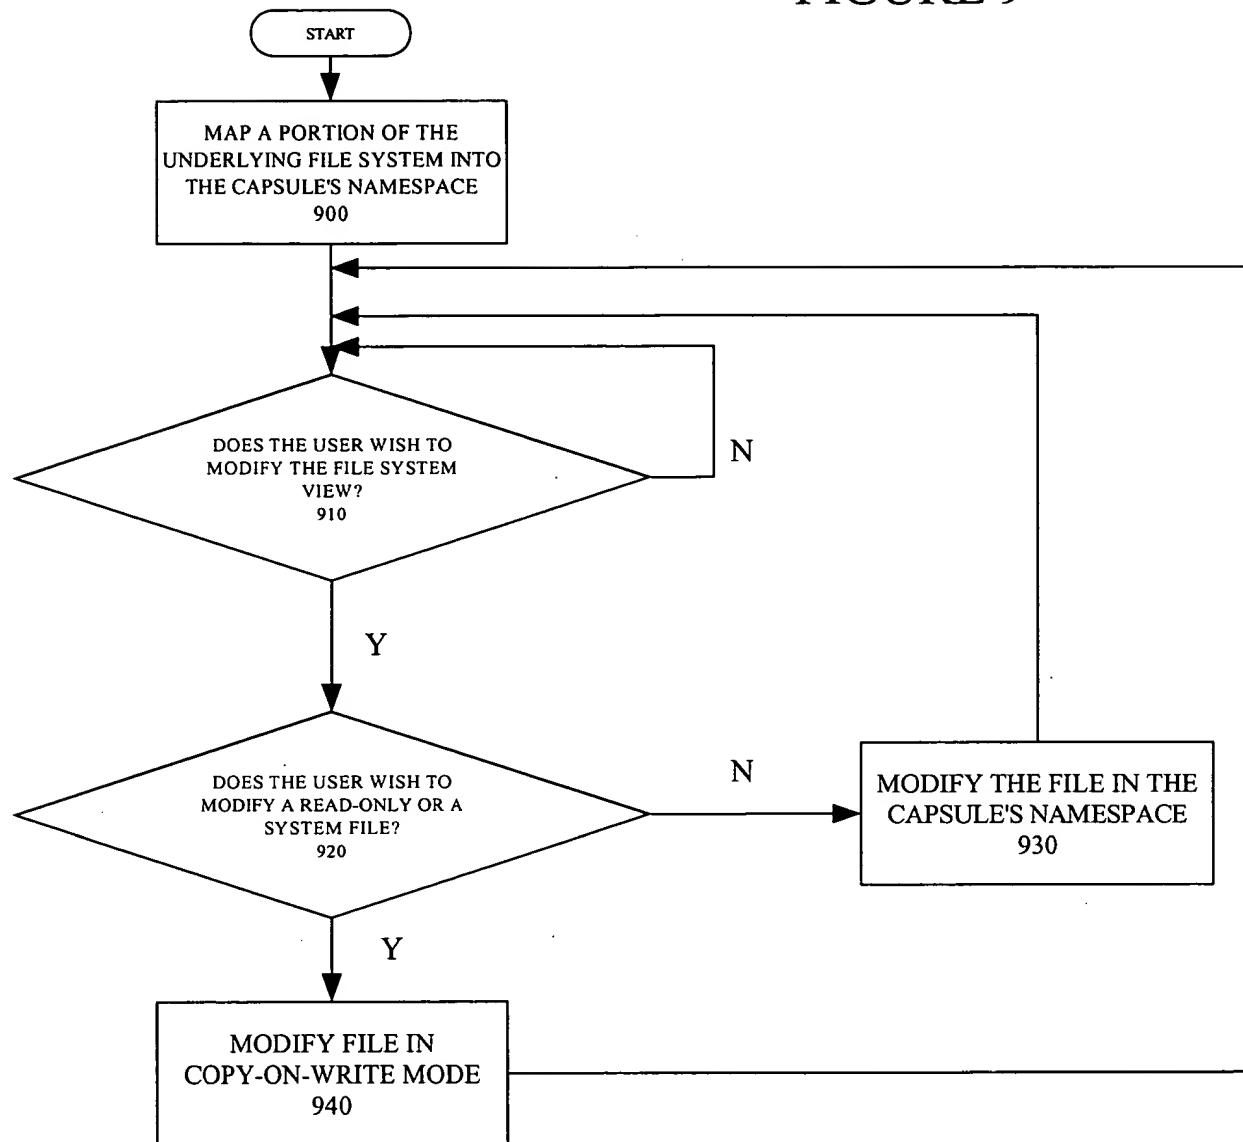 FIGURE 9
START
MAP A PORTION OF THE
UNDERLYING FILE SYSTEM INTO
THE CAPSULE'S NAMESPACE
900
DOES THE USER WISH TO
MODIFY THE FILE SYSTEM
VIEW?
910
N
Y
DOES THE USER WISH TO
MODIFY A READ-ONLY OR A
SYSTEM FILE?
920
N
MODIFY THE FILE IN THE
CAPSULE'S NAMESPACE
930
Y
MODIFY FILE IN
COPY-ON-WRITE MODE
940